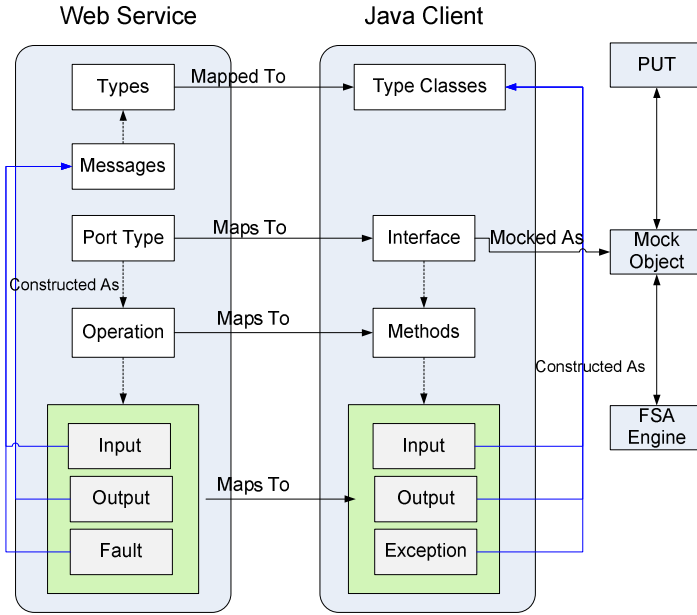 Web Service
Java Client
Types
Mapped To
Type Classes
PUT
Messages
Port Type
Maps To
Interface
Mocked As
Mock
Object
Constructed As
Operation
Maps To
Methods
Constructed As
Input
Input
FSA
Engine
Output
Maps To
Output
Fault
Exception